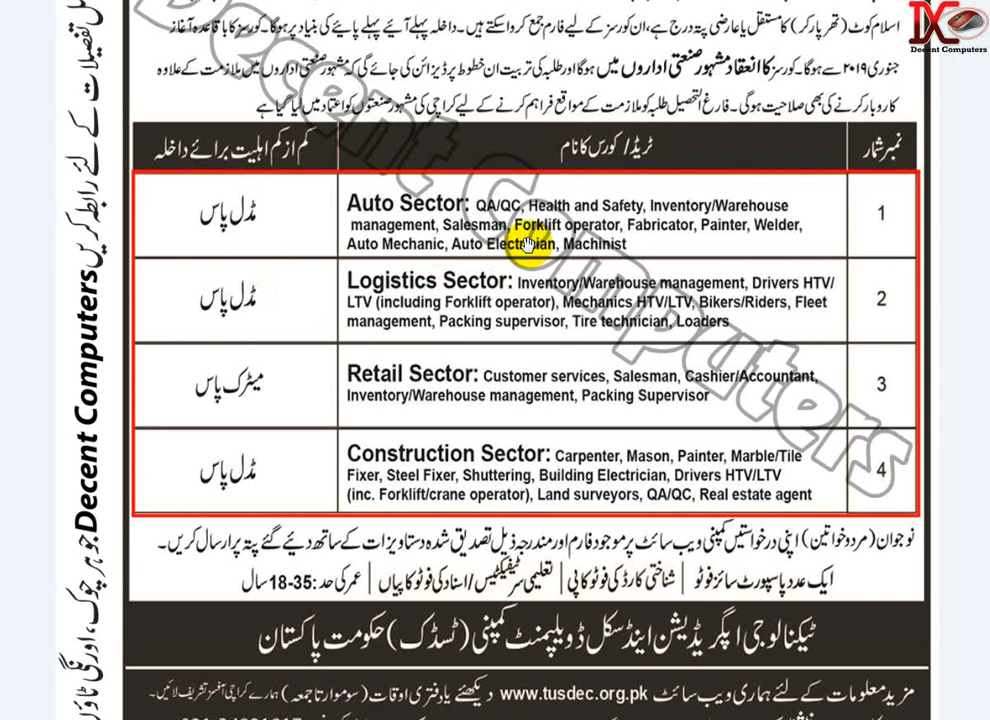 اسلام کوٹ (تھرپارکر) کا مستقل یا عارضی پتہ درج ہے، ان کورسز کے لیے فارم جمع کرواسکتے ہیں۔ داخلہ پہلے آئیے پہلے پائیے کی بنیاد پر ہوگا۔ کورسز کا باقاعدہ آغاز
جنوری ۲۰۱۹ سے ہوگا۔ کورسز کا انعقاد مشہور صنعتی اداروں میں ہوگا اور طلبہ کی تربیت ان خطوط پر ڈیزائن کی جائے گی کہ مشہور صنعتی اداروں میں ملازمت کے علاوہ
کاروبار کرنے کی بھی صلاحیت ہوگی۔ فارغ التحصیل طلبہ کو ملازمت کے مواقع فراہم کرنے کے لیے کراچی کی مشہور صنعتوں کو اعتماد میں لیا گیا ہے
نمبر شمار
ٹریڈ/ کورس کا نام
کم از کم اہلیت برائے داخلہ
1
Auto Sector: QA/QC, Health and Safety, Inventory/Warehouse
management, Salesman, Forklift operator, Fabricator, Painter, Welder,
Auto Mechanic, Auto Electrician, Machinist
مڈل پاس
2
Logistics Sector: Inventory/Warehouse management, Drivers HTV/
LTV (including Forklift operator), Mechanics HTV/LTV, Bikers/Riders, Fleet
management, Packing supervisor, Tire technician, Loaders
مڈل پاس
3
Retail Sector: Customer services, Salesman, Cashier/Accountant,
Inventory/Warehouse management, Packing Supervisor
میٹرک پاس
4
Construction Sector: Carpenter, Mason, Painter, Marble/Tile
Fixer, Steel Fixer, Shuttering, Building Electrician, Drivers HTV/LTV
(inc. Forklift/crane operator), Land surveyors, QA/QC, Real estate agent
مڈل پاس
نوجوان (مرد و خواتین) اپنی درخواستیں کمپنی ویب سائٹ پر موجود فارم اور مندرجہ ذیل تصدیق شدہ دستاویزات کے ساتھ دیئے گئے پتہ پر ارسال کریں۔
ایک عدد پاسپورٹ سائز فوٹو | شناختی کارڈ کی فوٹو کاپی | تعلیمی سرٹیفکیٹس/ اسناد کی فوٹو کاپیاں | عمر کی حد: 35-18 سال
ٹیکنالوجی اپگریڈیشن اینڈ سکل ڈویلپمنٹ کمپنی (ٹسڈک) حکومت پاکستان
مزید معلومات کے لئے ہماری ویب سائٹ www.tusdec.org.pk دیکھئے یا دفتری اوقات (سوموار تا جمعہ) ہمارے کراچی آفس تشریف لائیں۔
تفصیلات کے لئے رابطہ کریں Decent Computers جوہر چوک، اورنگی ٹاؤن
Decent Computers
DC
Decent Computers